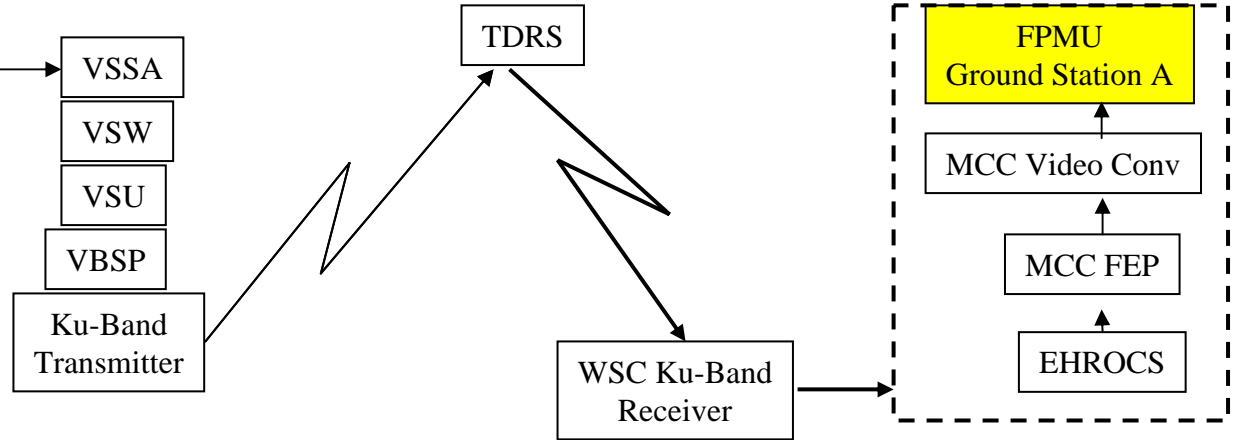 VSSA
VSW
VSU
VBSP
Ku-Band
Transmitter
TDRS
WSC Ku-Band
Receiver
FPMU
Ground Station A
MCC Video Conv
MCC FEP
EHROCS